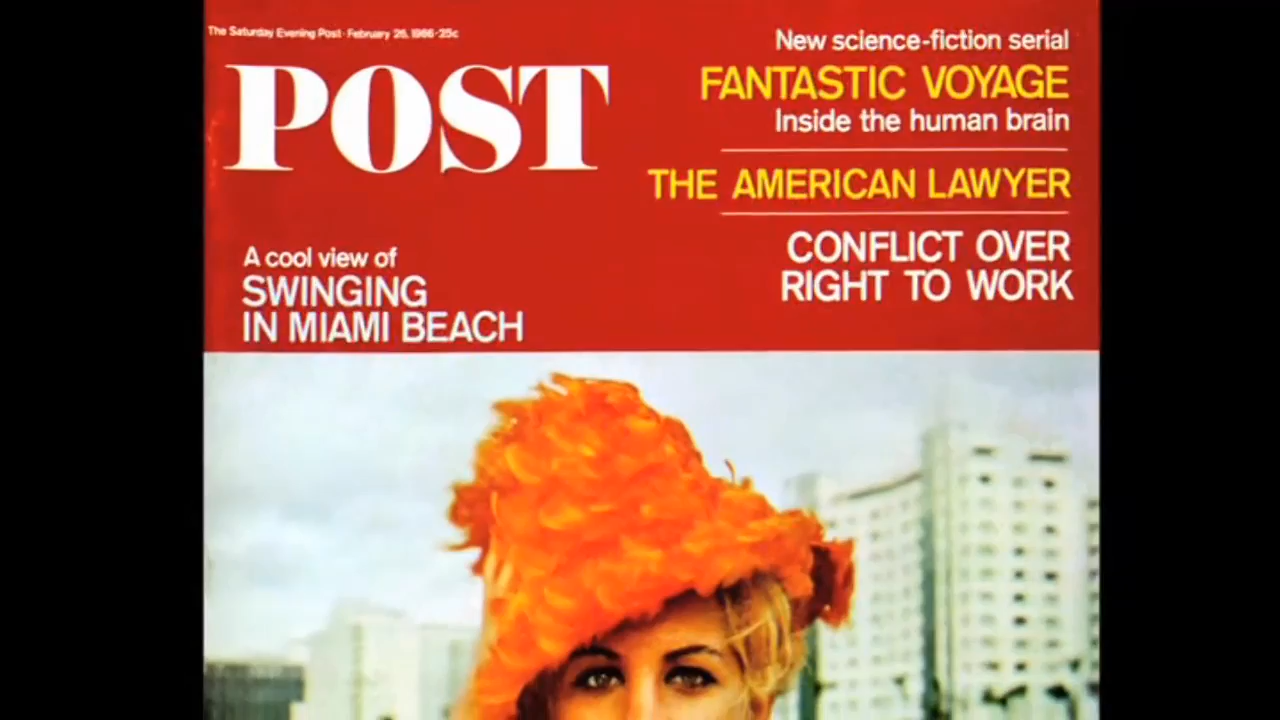 The Saturday Evening Post · February 26, 1966 · 25c
POST
New science-fiction serial
FANTASTIC VOYAGE
Inside the human brain
THE AMERICAN LAWYER
CONFLICT OVER
RIGHT TO WORK
A cool view of
SWINGING
IN MIAMI BEACH